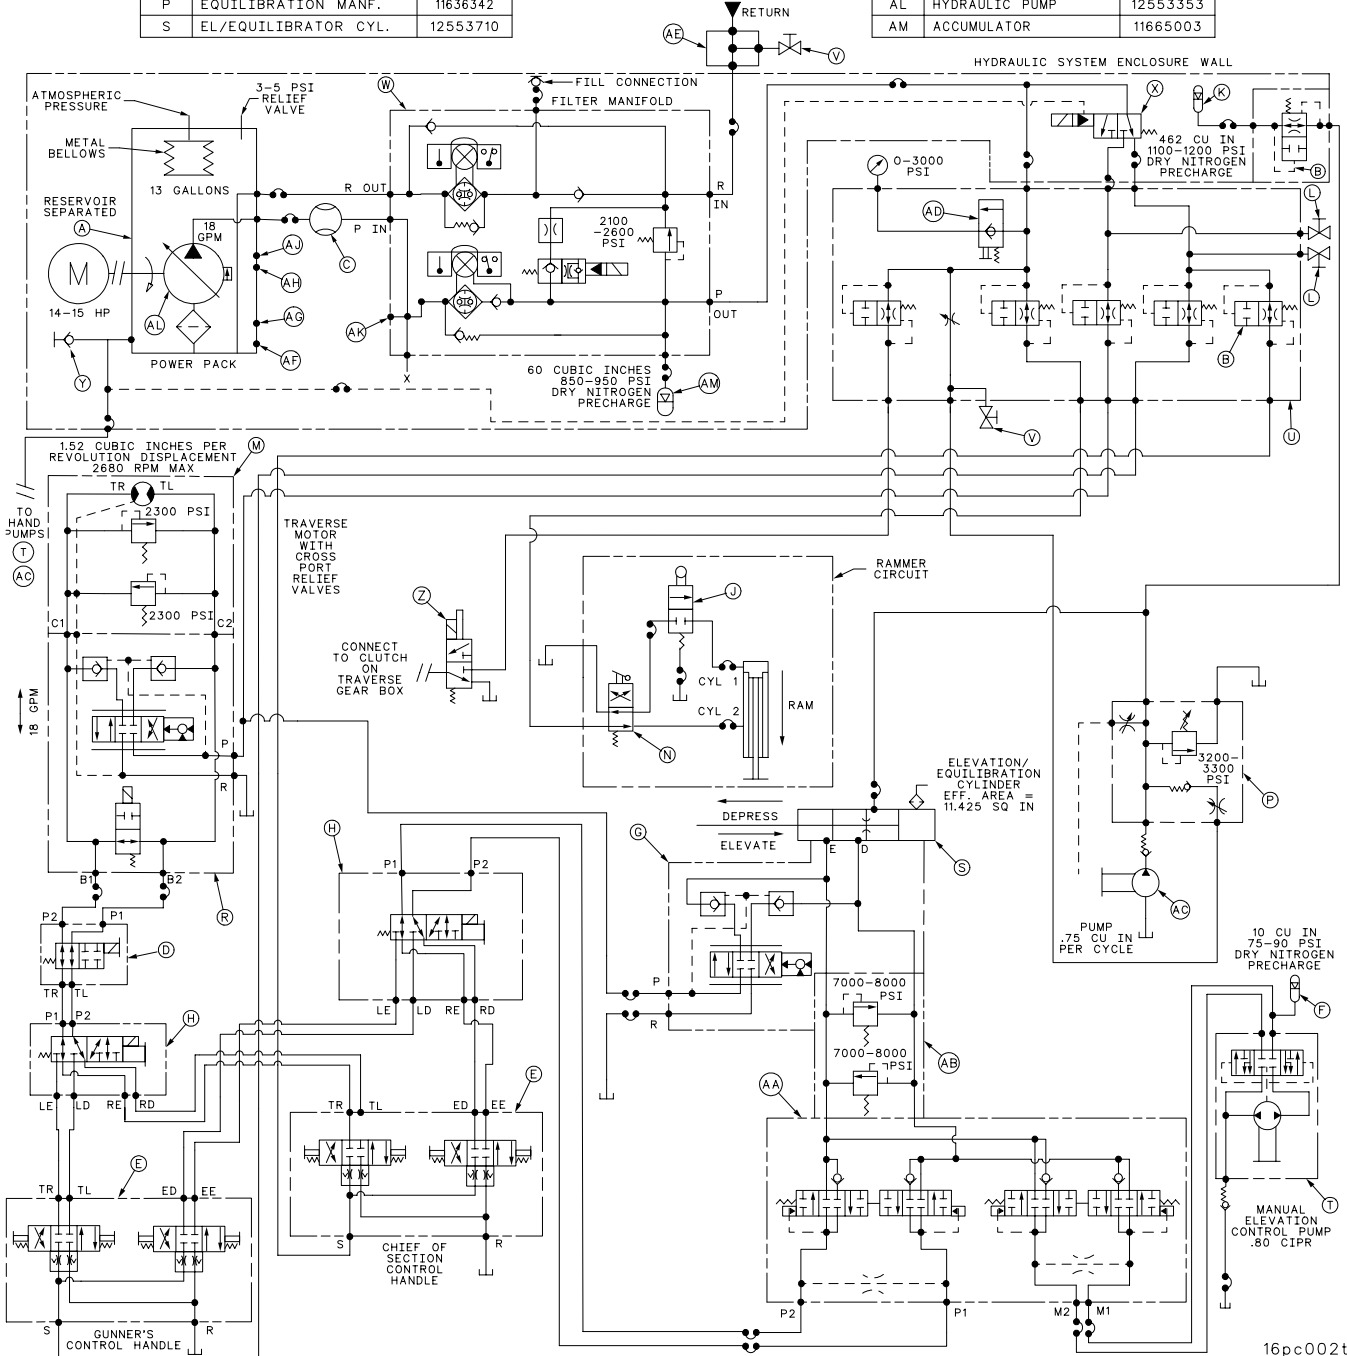 P EQUILIBRATION MANF. 11636342
S EL/EQUILIBRATOR CYL. 12553710
AL HYDRAULIC PUMP 12553353
AM ACCUMULATOR 11665003
RETURN
AE
V
HYDRAULIC SYSTEM ENCLOSURE WALL
ATMOSPHERIC
PRESSURE
3-5 PSI
RELIEF
VALVE
METAL
BELLOWS
13 GALLONS
RESERVOIR
SEPARATED
A
M
14-15 HP
18
GPM
AL
POWER PACK
Y
AJ
AH
AG
AF
C
W
FILL CONNECTION
FILTER MANIFOLD
R OUT
P IN
R
IN
2100
-2600
PSI
P
OUT
AK
X
60 CUBIC INCHES
850-950 PSI
DRY NITROGEN
PRECHARGE
AM
X
K
462 CU IN
1100-1200 PSI
DRY NITROGEN
PRECHARGE
B
0-3000
PSI
AD
L
L
B
V
U
1.52 CUBIC INCHES PER
REVOLUTION DISPLACEMENT
2680 RPM MAX
M
TR
TL
2300 PSI
2300 PSI
C1
C2
TO
HAND
PUMPS
T
AC
TRAVERSE
MOTOR
WITH
CROSS
PORT
RELIEF
VALVES
18 GPM
P
R
B1
B2
R
Z
CONNECT
TO CLUTCH
ON
TRAVERSE
GEAR BOX
RAMMER
CIRCUIT
J
CYL 1
CYL 2
RAM
N
ELEVATION/
EQUILIBRATION
CYLINDER
EFF. AREA =
11.425 SQ IN
DEPRESS
ELEVATE
E
D
S
G
P
R
3200-
3300
PSI
P
AC
PUMP
.75 CU IN
PER CYCLE
10 CU IN
75-90 PSI
DRY NITROGEN
PRECHARGE
F
P2
P1
D
TR
TL
P1
P2
H
LE
LD
RE
RD
H
P1
P2
LE
LD
RE
RD
7000-8000
PSI
7000-8000
PSI
AB
AA
E
TR
TL
ED
EE
S
R
CHIEF OF
SECTION
CONTROL
HANDLE
E
TR
TL
ED
EE
S
R
GUNNER'S
CONTROL HANDLE
P2
P1
M2
M1
T
MANUAL
ELEVATION
CONTROL PUMP
.80 CIPR
16pc002t